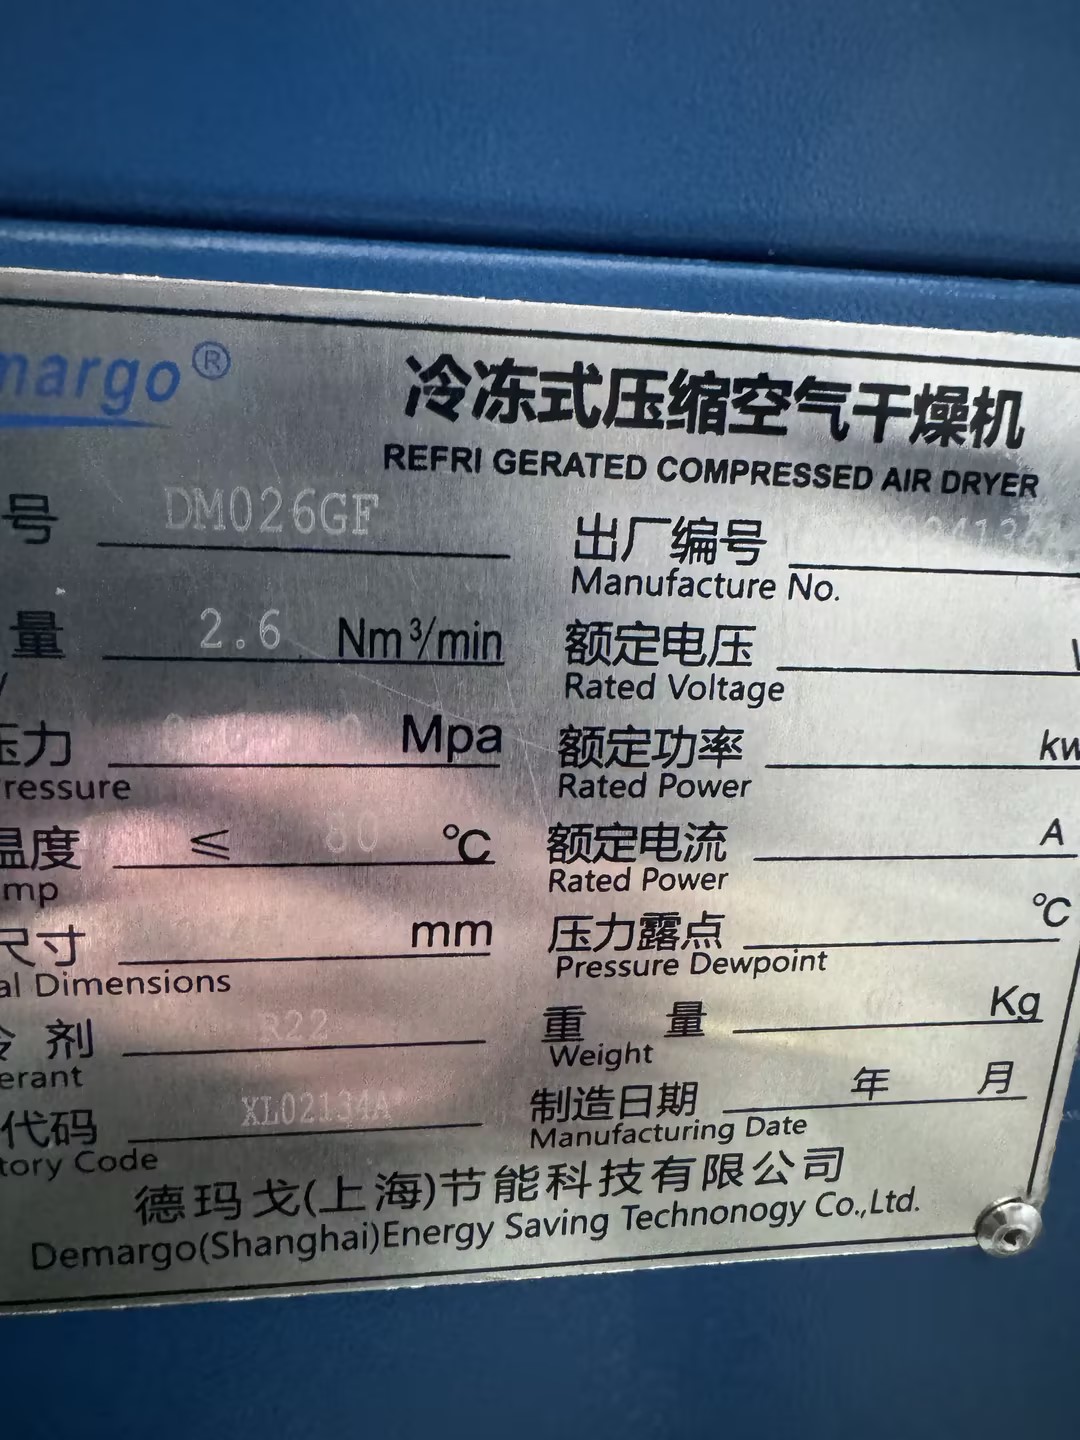 margo®
冷冻式压缩空气干燥机
REFRI GERATED COMPRESSED AIR DRYER
号 DM026GF
出厂编号
Manufacture No.
量 2.6 Nm³/min
额定电压
Rated Voltage
压力 Mpa
ressure
额定功率 kw
Rated Power
温度 ≤ 80 ℃
mp
额定电流 A
Rated Power
尺寸 mm
al Dimensions
压力露点 ℃
Pressure Dewpoint
冷 剂 R22
erant
重 量 Kg
Weight
代码 XL02134A
tory Code
制造日期 年 月
Manufacturing Date
德玛戈(上海)节能科技有限公司
Demargo(Shanghai)Energy Saving Technonogy Co.,Ltd.